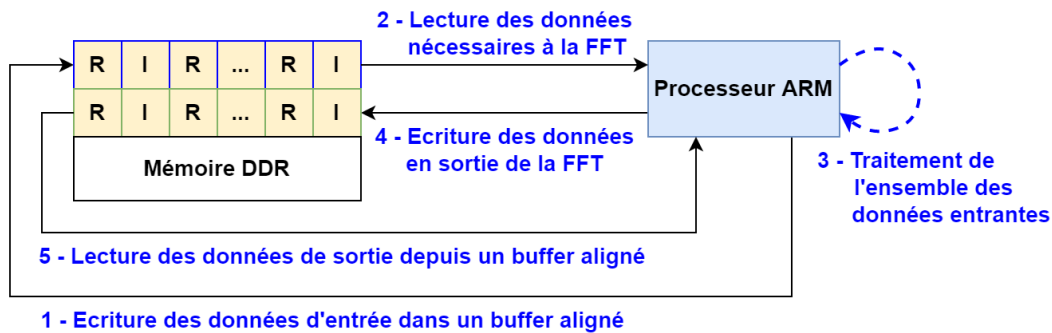 2 - Lecture des données
nécessaires à la FFT
R I R ... R I
R I R ... R I
Mémoire DDR
Processeur ARM
4 - Ecriture des données
en sortie de la FFT
3 - Traitement de
l'ensemble des
données entrantes
5 - Lecture des données de sortie depuis un buffer aligné
1 - Ecriture des données d'entrée dans un buffer aligné